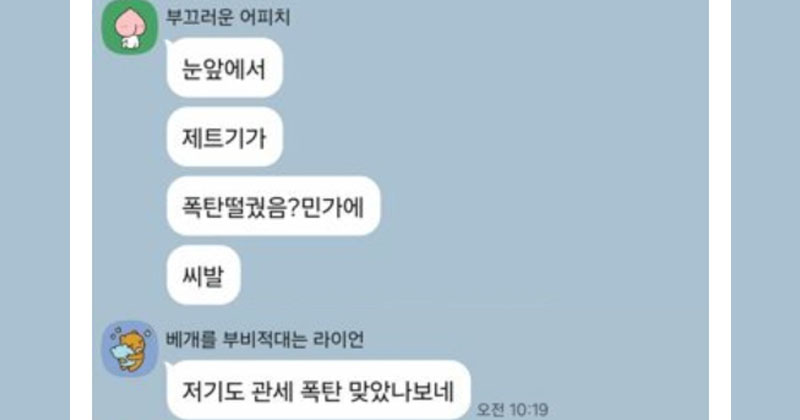 부끄러운 어피치
눈앞에서
제트기가
폭탄떨궜음?민가에
씨발
베개를 부비적대는 라이언
저기도 관세 폭탄 맞았나보네
오전 10:19